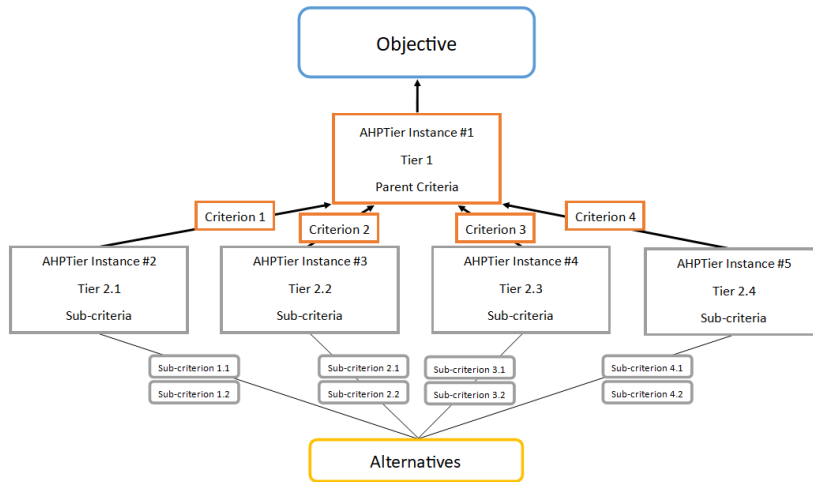 Objective
AHPTier Instance #1
Tier 1
Parent Criteria
Criterion 1
Criterion 2
Criterion 3
Criterion 4
AHPTier Instance #2
Tier 2.1
Sub-criteria
AHPTier Instance #3
Tier 2.2
Sub-criteria
AHPTier Instance #4
Tier 2.3
Sub-criteria
AHPTier Instance #5
Tier 2.4
Sub-criteria
Sub-criterion 1.1
Sub-criterion 1.2
Sub-criterion 2.1
Sub-criterion 2.2
Sub-criterion 3.1
Sub-criterion 3.2
Sub-criterion 4.1
Sub-criterion 4.2
Alternatives